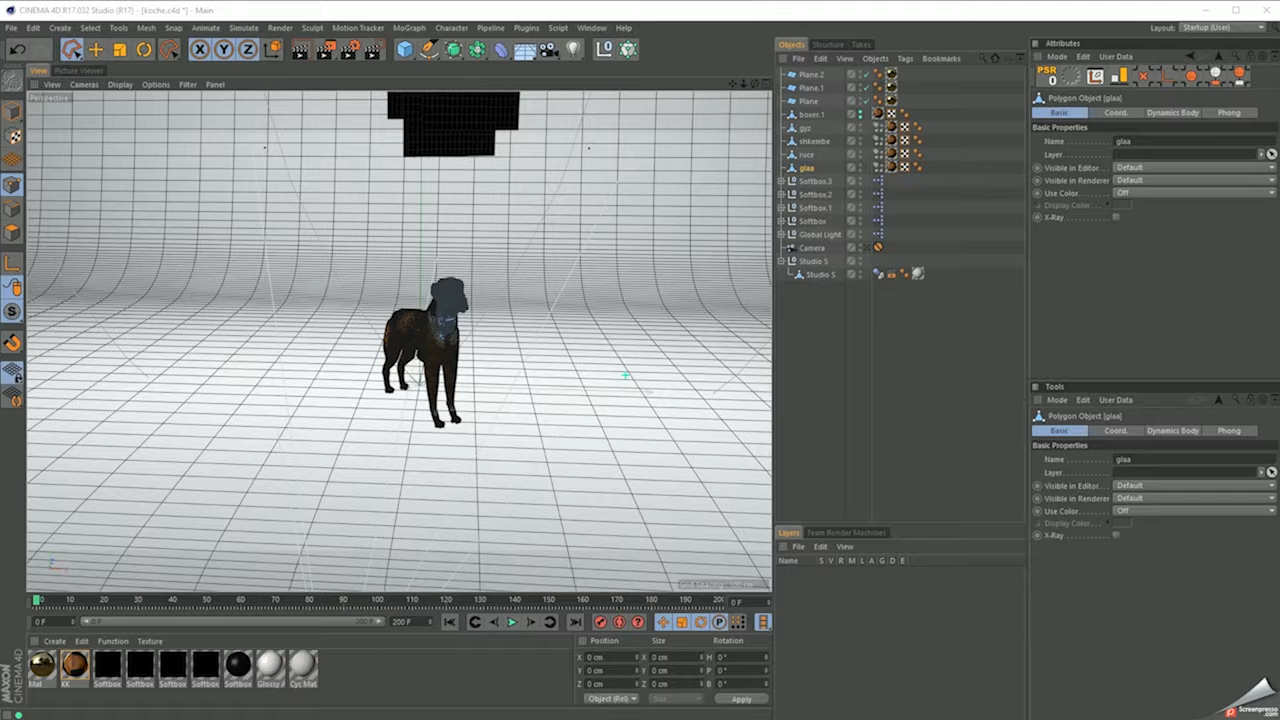 CINEMA 4D R17.032 Studio (R17) - [koche.c4d *] - Main
File Edit Create Select Tools Mesh Snap Animate Simulate Render Sculpt Motion Tracker MoGraph Character Pipeline Plugins Script Window Help
Layout: Startup (User)
X Y Z
View Picture Viewer
View Cameras Display Options Filter Panel
Perspective
0 10 20 30 40 50 60 70 80 90 100 110 120 130 140 150 160 170 180 190 200
0 F
0 F
0 F
200 F
200 F
Create Edit Function Texture
Mat
KK
Softbox
Softbox
Softbox
Softbox
Softbox
Glossy A
Cyc Mat
MAXON CINEMA4D
Position Size Rotation
X 0 cm X 0 cm H 0 °
Y 0 cm Y 0 cm P 0 °
Z 0 cm Z 0 cm B 0 °
Object (Rel) Size Apply
Objects Structure Takes
File Edit View Objects Tags Bookmarks
Plane.2
Plane.1
Plane
boxer.1
gyz
shkembe
ruce
glaa
Softbox.3
Softbox.2
Softbox.1
Softbox
Global Light
Camera
Studio S
Studio S
Layers Team Render Machines
File Edit View
Name S V R M L A G D E
Attributes
Mode Edit User Data
PSR
0
Polygon Object [glaa]
Basic Coord. Dynamics Body Phong
Basic Properties
Name glaa
Layer
Visible in Editor Default
Visible in Renderer Default
Use Color Off
Display Color
X-Ray
Tools
Mode Edit User Data
Polygon Object [glaa]
Basic Coord. Dynamics Body Phong
Basic Properties
Name glaa
Layer
Visible in Editor Default
Visible in Renderer Default
Use Color Off
Display Color
X-Ray
Screenpresso
.com